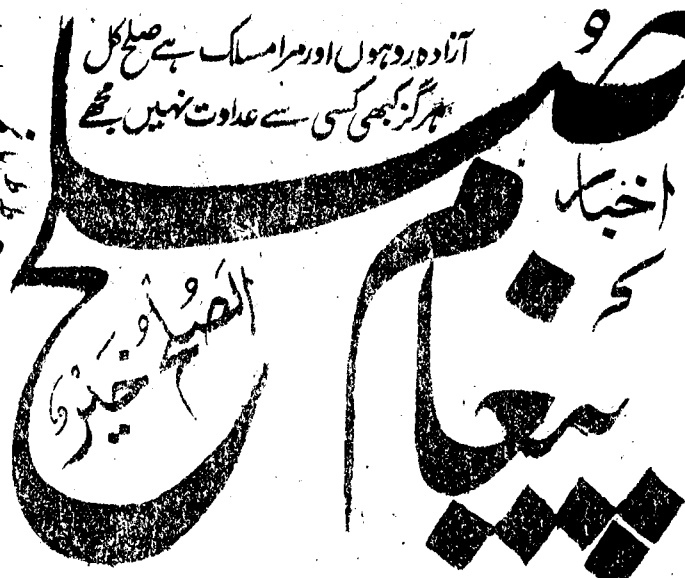 آزادہ رو ہوں اور مرا مسلک ہے صلح کل
ہرگز کبھی کسی سے عداوت نہیں مجھے
اخبار
پیغام صلح
الصلح خیر